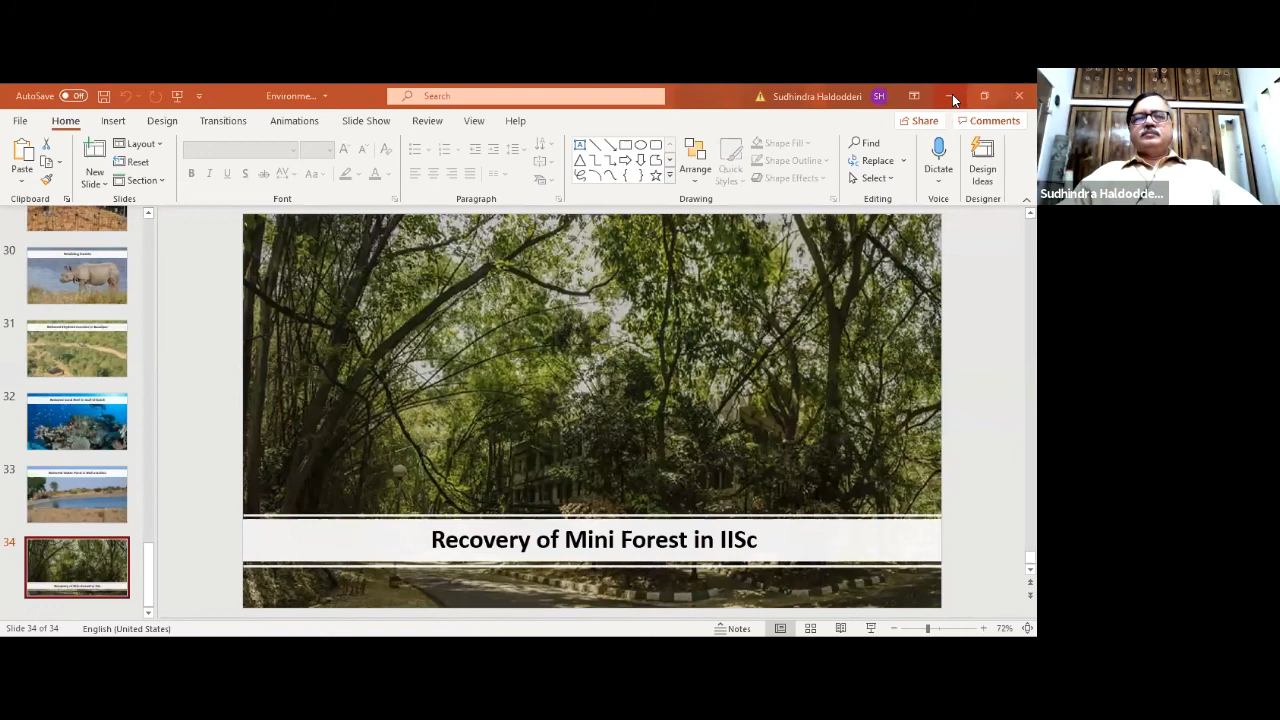 AutoSave Off Environme... Search Sudhindra Haldodderi SH
File Home Insert Design Transitions Animations Slide Show Review View Help Share Comments
Paste New Slide Layout Reset Section
B I U S ab AV Aa A
Arrange Quick Styles Shape Fill Shape Outline Shape Effects
Find Replace Select
Dictate Design Ideas
Clipboard Slides Font Paragraph Drawing Editing Voice Designer
Sudhindra Haldodde...
30
31
32
33
34
Recovery of Mini Forest in IISc
Slide 34 of 34 English (United States) Notes 72%